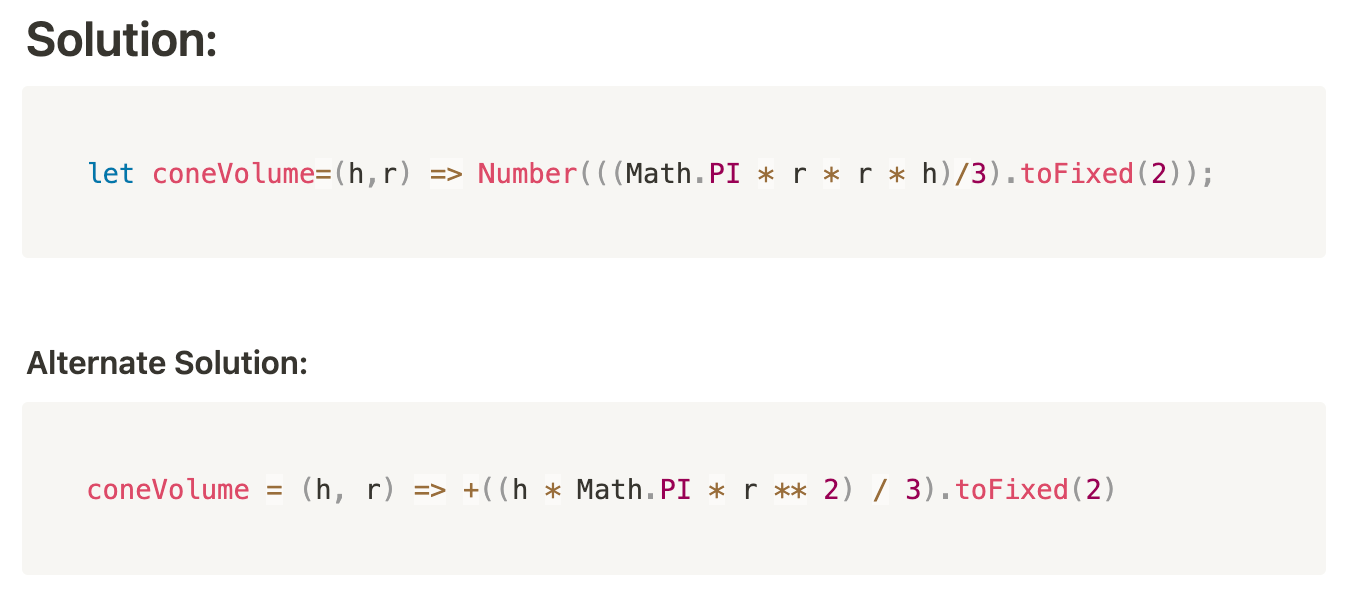 Solution:
let coneVolume=(h,r) => Number(((Math.PI * r * r * h)/3).toFixed(2));
Alternate Solution:
coneVolume = (h, r) => +((h * Math.PI * r ** 2) / 3).toFixed(2)